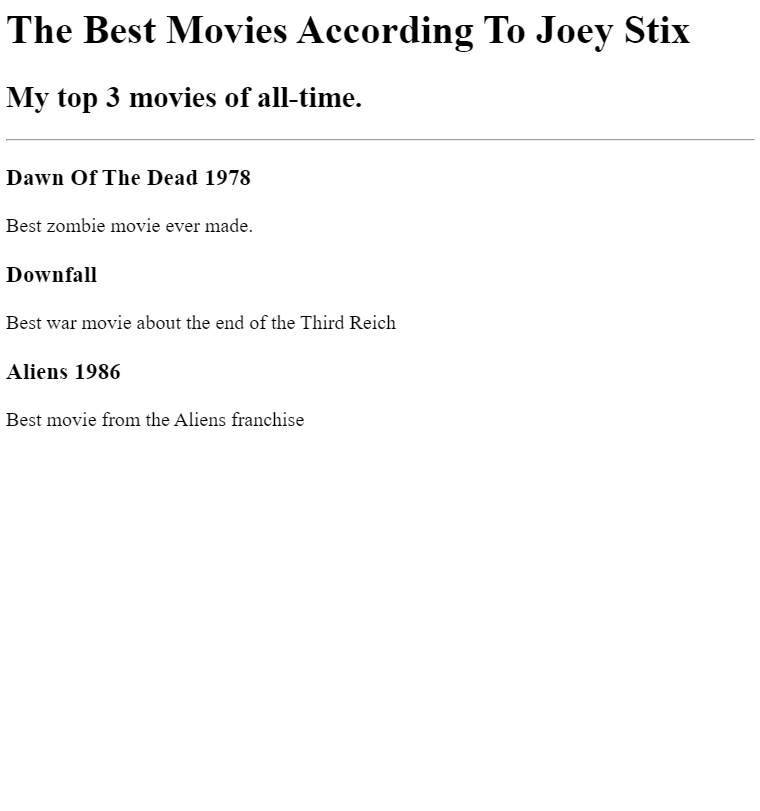 The Best Movies According To Joey Stix
My top 3 movies of all-time.
Dawn Of The Dead 1978
Best zombie movie ever made.
Downfall
Best war movie about the end of the Third Reich
Aliens 1986
Best movie from the Aliens franchise